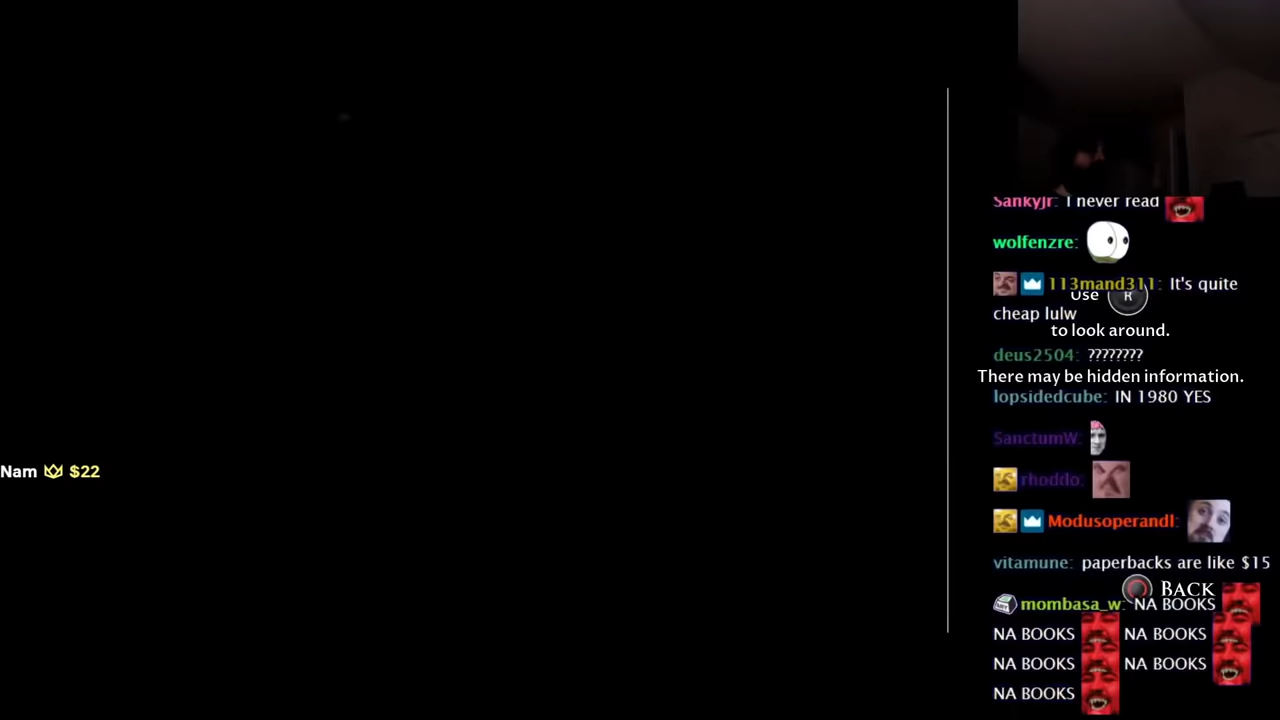 Sankyjr: I never read
wolfenzre:
113mand311: It's quite
cheap lulw
Use R
to look around.
deus2504: ????????
There may be hidden information.
lopsidedcube: IN 1980 YES
SanctumW:
Nam $22
rhoddo:
Modusoperandi:
vitamune: paperbacks are like $15
BACK
mombasa_w: NA BOOKS
NA BOOKS NA BOOKS
NA BOOKS NA BOOKS
NA BOOKS